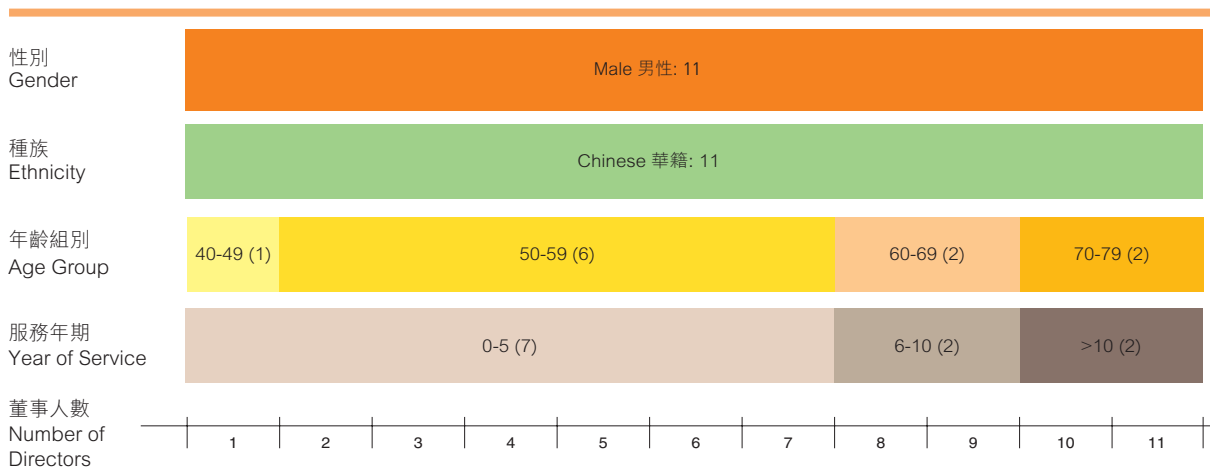 性別
Gender
Male 男性: 11
種族
Ethnicity
Chinese 華籍: 11
年齡組別
Age Group
40-49 (1)
50-59 (6)
60-69 (2)
70-79 (2)
服務年期
Year of Service
0-5 (7)
6-10 (2)
>10 (2)
董事人數
Number of
Directors
1 2 3 4 5 6 7 8 9 10 11